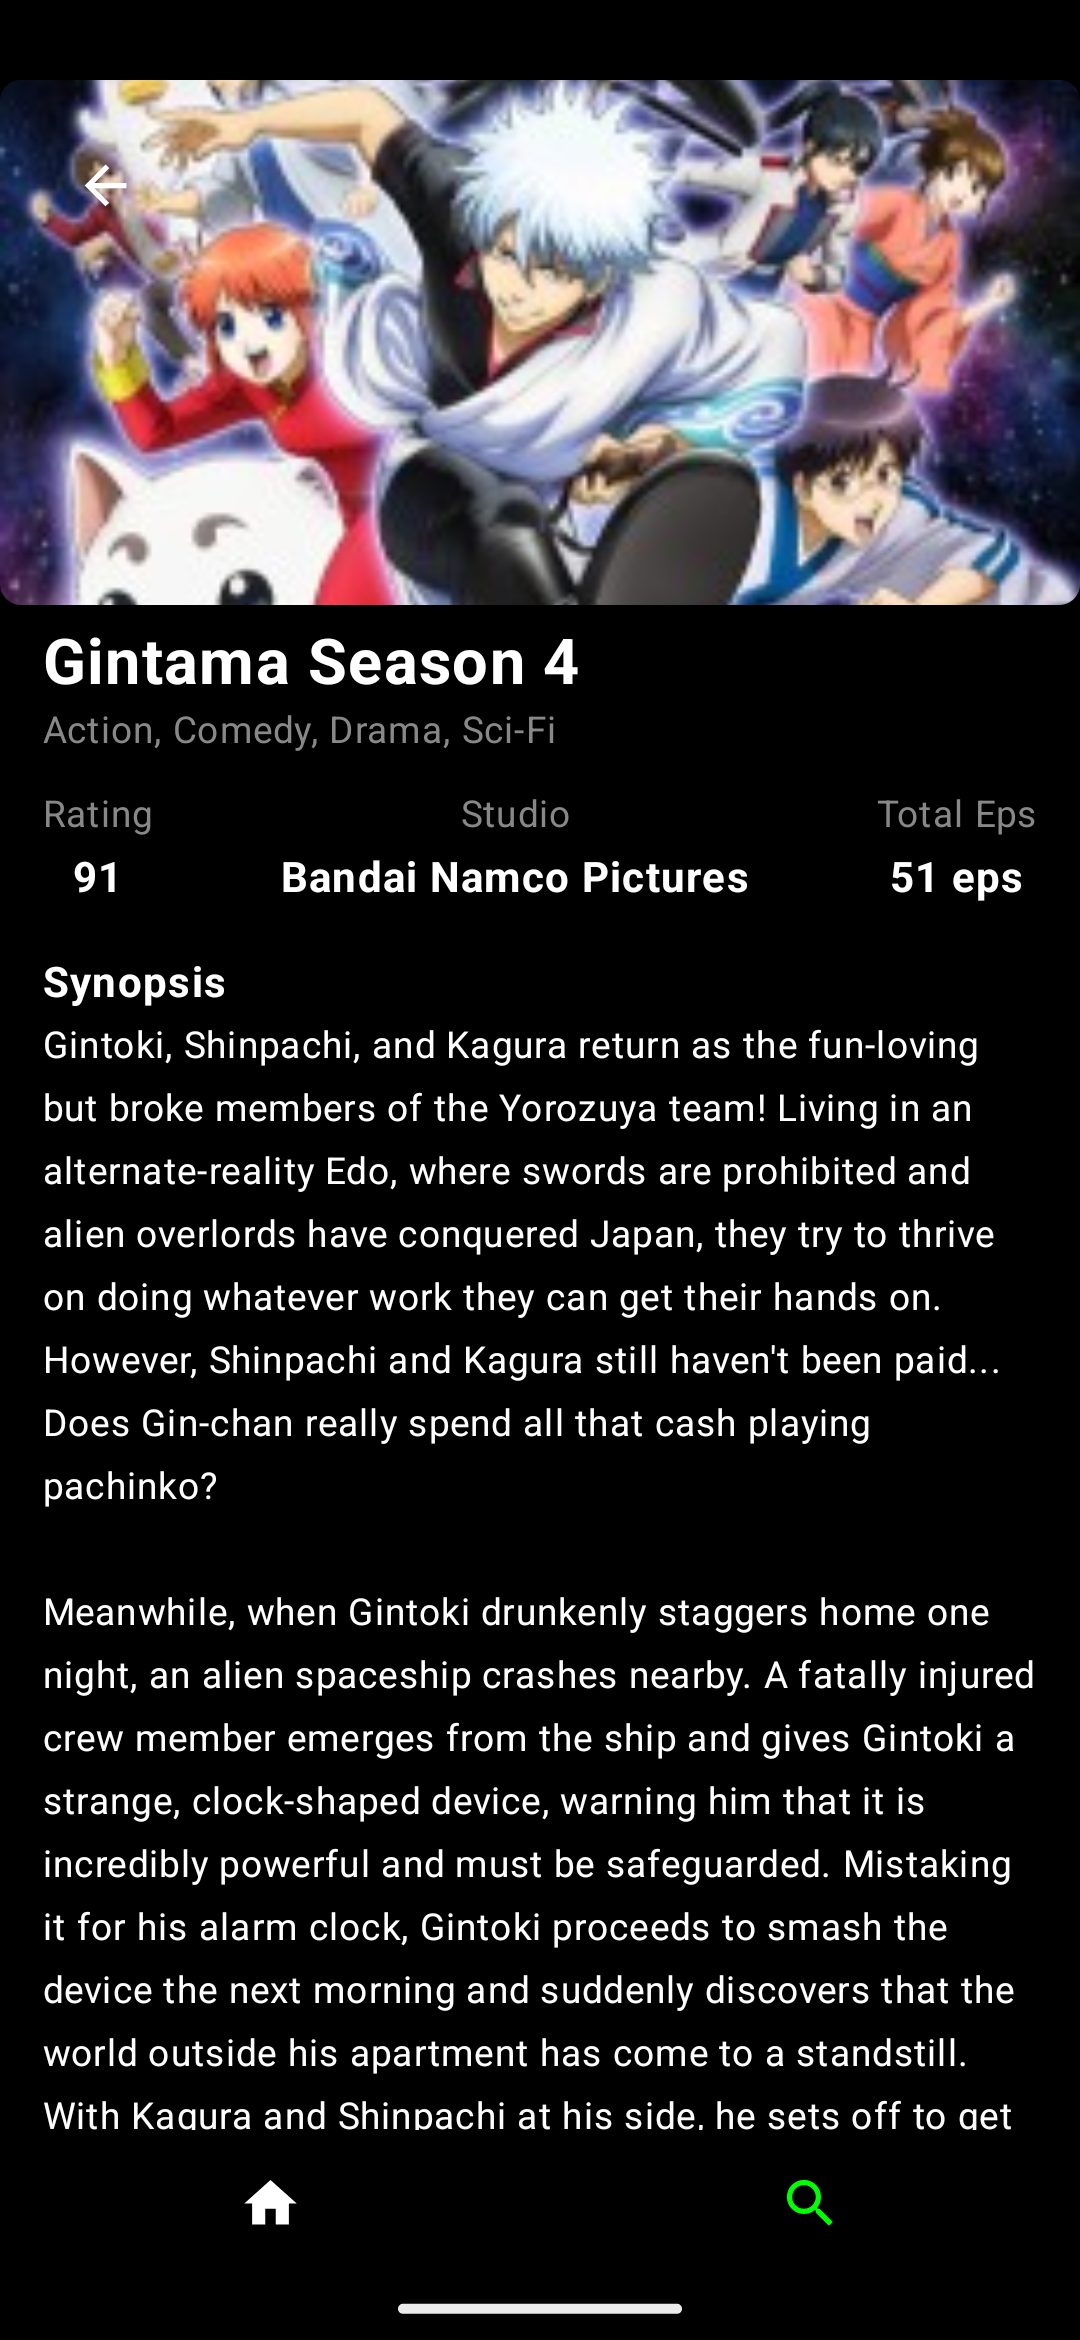 Gintama Season 4
Action, Comedy, Drama, Sci-Fi
Rating Studio Total Eps
91 Bandai Namco Pictures 51 eps
Synopsis
Gintoki, Shinpachi, and Kagura return as the fun-loving
but broke members of the Yorozuya team! Living in an
alternate-reality Edo, where swords are prohibited and
alien overlords have conquered Japan, they try to thrive
on doing whatever work they can get their hands on.
However, Shinpachi and Kagura still haven't been paid...
Does Gin-chan really spend all that cash playing
pachinko?
Meanwhile, when Gintoki drunkenly staggers home one
night, an alien spaceship crashes nearby. A fatally injured
crew member emerges from the ship and gives Gintoki a
strange, clock-shaped device, warning him that it is
incredibly powerful and must be safeguarded. Mistaking
it for his alarm clock, Gintoki proceeds to smash the
device the next morning and suddenly discovers that the
world outside his apartment has come to a standstill.
With Kagura and Shinpachi at his side, he sets off to get